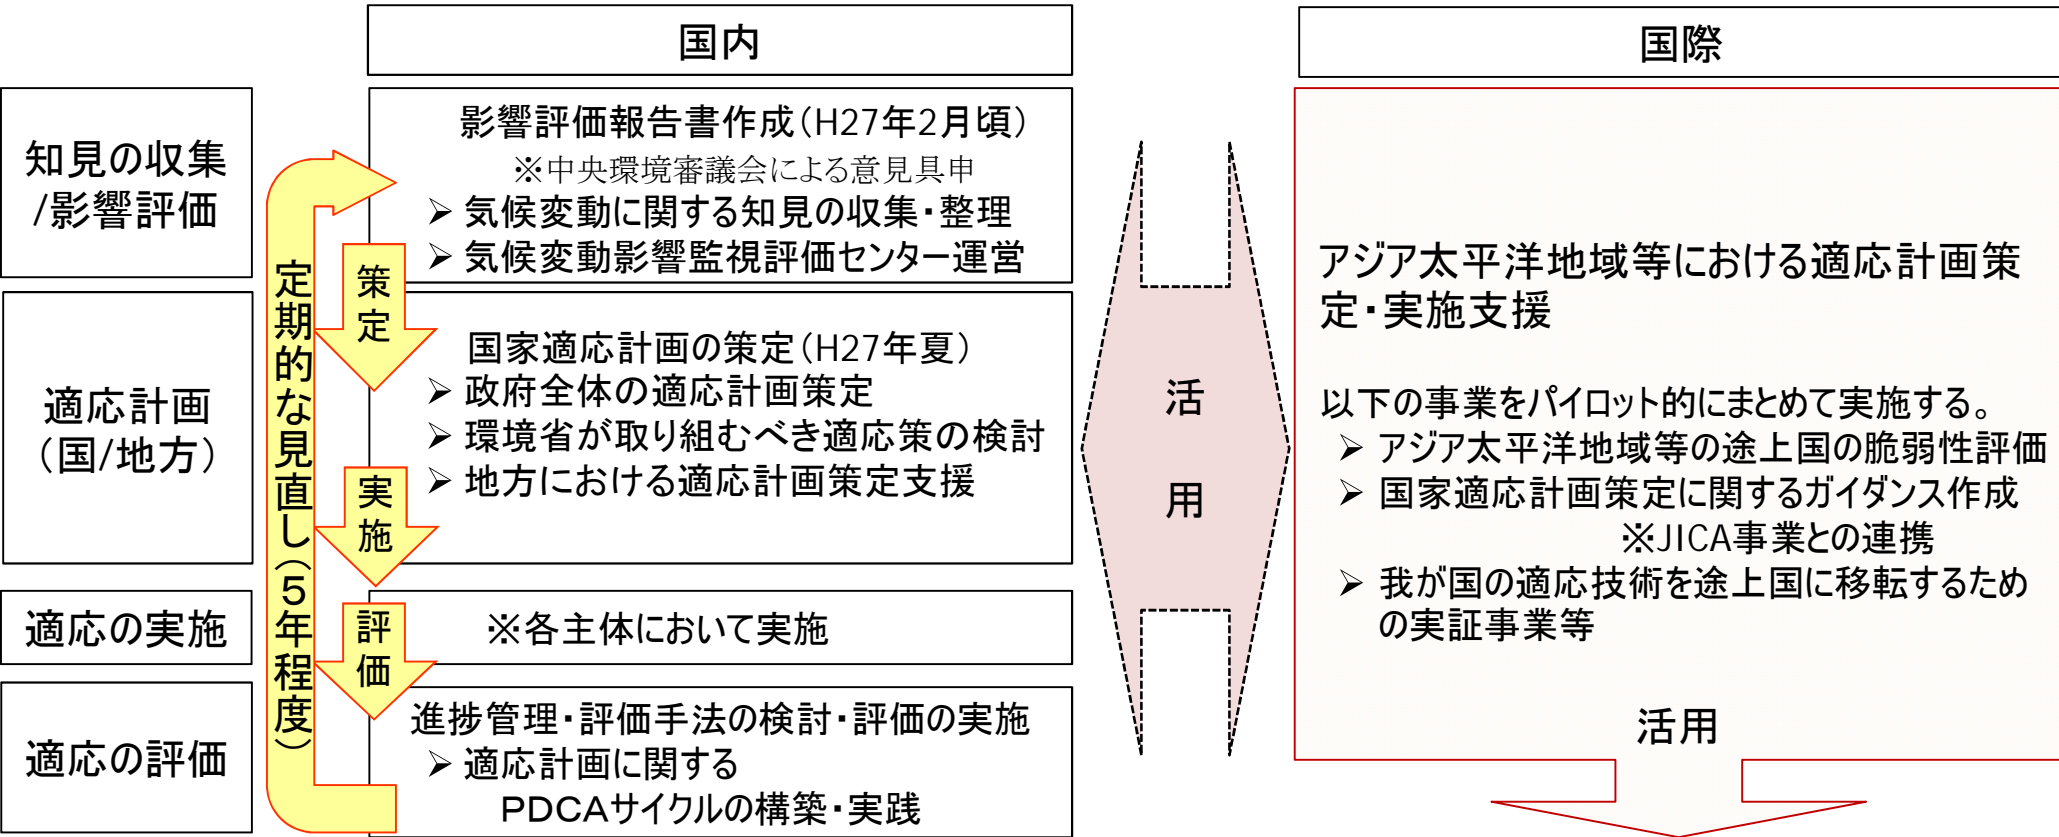 国内
国際
知見の収集
/影響評価
影響評価報告書作成(H27年2月頃)
※中央環境審議会による意見具申
➢ 気候変動に関する知見の収集・整理
➢ 気候変動影響監視評価センター運営
策定
適応計画
(国/地方)
国家適応計画の策定(H27年夏)
➢ 政府全体の適応計画策定
➢ 環境省が取り組むべき適応策の検討
➢ 地方における適応計画策定支援
実施
適応の実施
※各主体において実施
評価
適応の評価
進捗管理・評価手法の検討・評価の実施
➢ 適応計画に関する
PDCAサイクルの構築・実践
定期的な見直し(5年程度)
活用
アジア太平洋地域等における適応計画策
定・実施支援
以下の事業をパイロット的にまとめて実施する。
➢ アジア太平洋地域等の途上国の脆弱性評価
➢ 国家適応計画策定に関するガイダンス作成
※JICA事業との連携
➢ 我が国の適応技術を途上国に移転するため
の実証事業等
活用